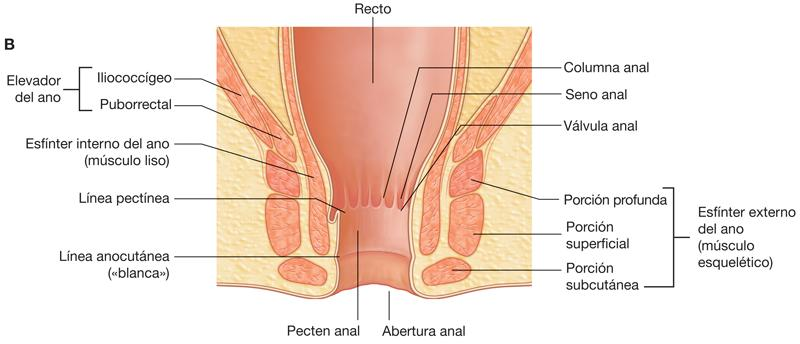 B
Recto
Elevador
del ano
Iliococcígeo
Puborrectal
Esfínter interno del ano
(músculo liso)
Línea pectínea
Línea anocutánea
(«blanca»)
Pecten anal
Abertura anal
Columna anal
Seno anal
Válvula anal
Porción profunda
Porción
superficial
Porción
subcutánea
Esfínter externo
del ano
(músculo
esquelético)